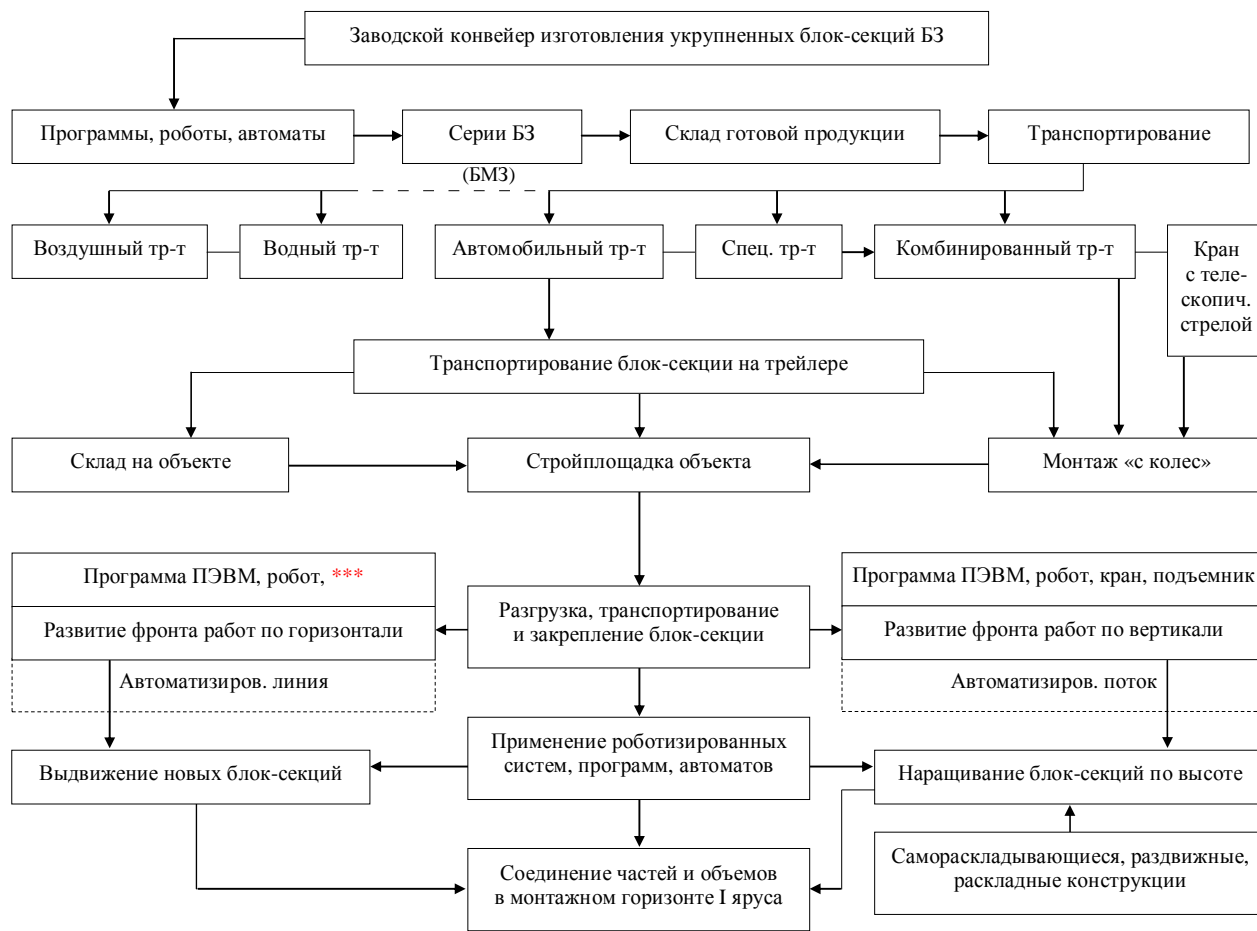 Заводской конвейер изготовления укрупненных блок-секций БЗ
Программы, роботы, автоматы
Серии БЗ
Склад готовой продукции
Транспортирование
(БМЗ)
Воздушный тр-т
Водный тр-т
Автомобильный тр-т
Спец. тр-т
Комбинированный тр-т
Кран
с теле-
скопич.
стрелой
Транспортирование блок-секции на трейлере
Склад на объекте
Стройплощадка объекта
Монтаж «с колес»
Программа ПЭВМ, робот, ***
Развитие фронта работ по горизонтали
Автоматизиров. линия
Разгрузка, транспортирование
и закрепление блок-секции
Программа ПЭВМ, робот, кран, подъемник
Развитие фронта работ по вертикали
Автоматизиров. поток
Выдвижение новых блок-секций
Применение роботизированных
систем, программ, автоматов
Наращивание блок-секций по высоте
Соединение частей и объемов
в монтажном горизонте I яруса
Самораскладывающиеся, раздвижные,
раскладные конструкции